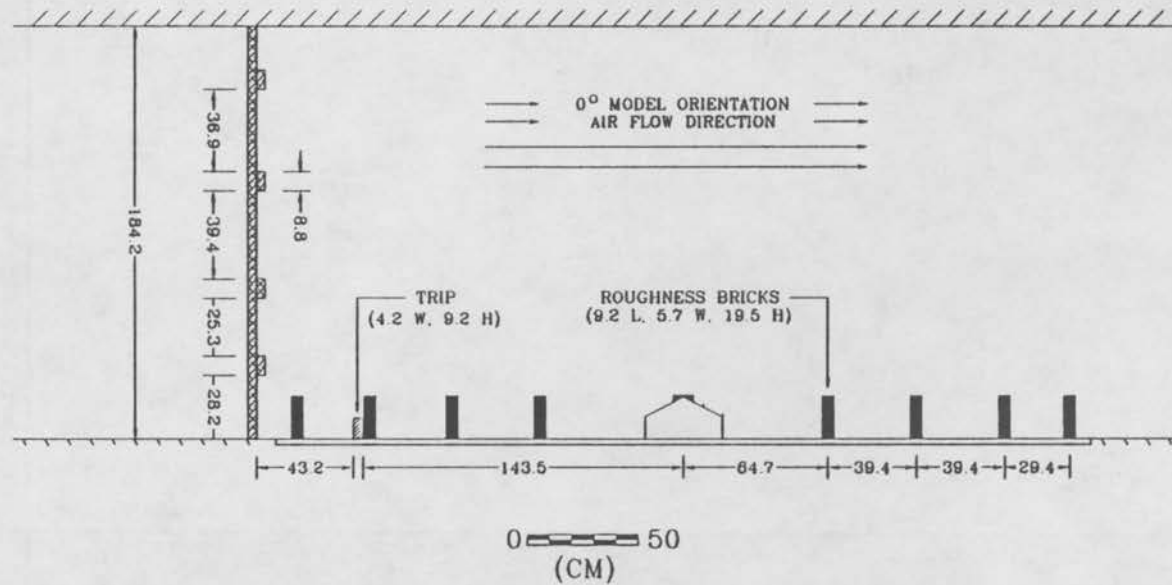 0° MODEL ORIENTATION
AIR FLOW DIRECTION
184.2
36.9
39.4
25.3
28.2
8.8
TRIP
(4.2 W, 9.2 H)
ROUGHNESS BRICKS
(9.2 L, 5.7 W, 19.5 H)
43.2 143.5 64.7 39.4 39.4 29.4
0 50
(CM)